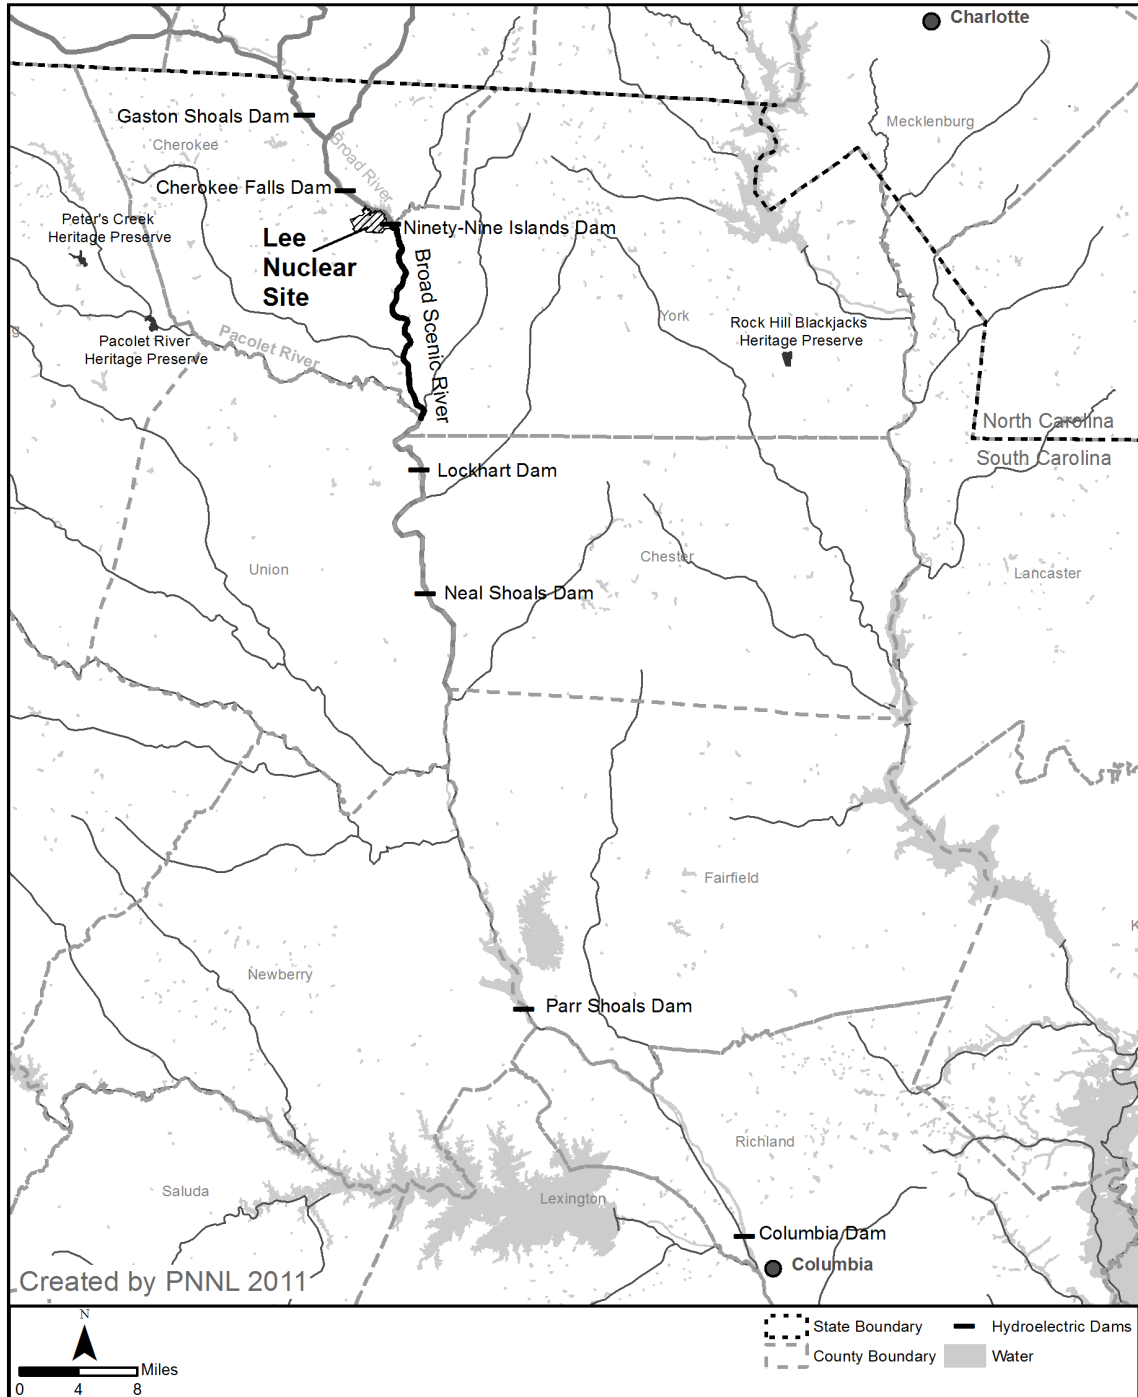 Charlotte
Gaston Shoals Dam
Mecklenburg
Cherokee
Broad River
Cherokee Falls Dam
Peter's Creek
Heritage Preserve
Ninety-Nine Islands Dam
Lee
Nuclear
Site
Broad Scenic River
York
Rock Hill Blackjacks
Heritage Preserve
Pacolet River
Pacolet River
Heritage Preserve
North Carolina
South Carolina
Lockhart Dam
Chester
Union
Lancaster
Neal Shoals Dam
Fairfield
Newberry
Parr Shoals Dam
Richland
Saluda
Lexington
Columbia Dam
Columbia
Created by PNNL 2011
N
Miles
0 4 8
State Boundary
Hydroelectric Dams
County Boundary
Water